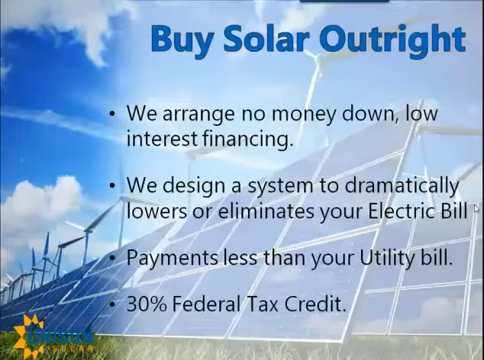 Buy Solar Outright
• We arrange no money down, low
interest financing.
• We design a system to dramatically
lowers or eliminates your Electric Bill
• Payments less than your Utility bill.
• 30% Federal Tax Credit.
SOLAR